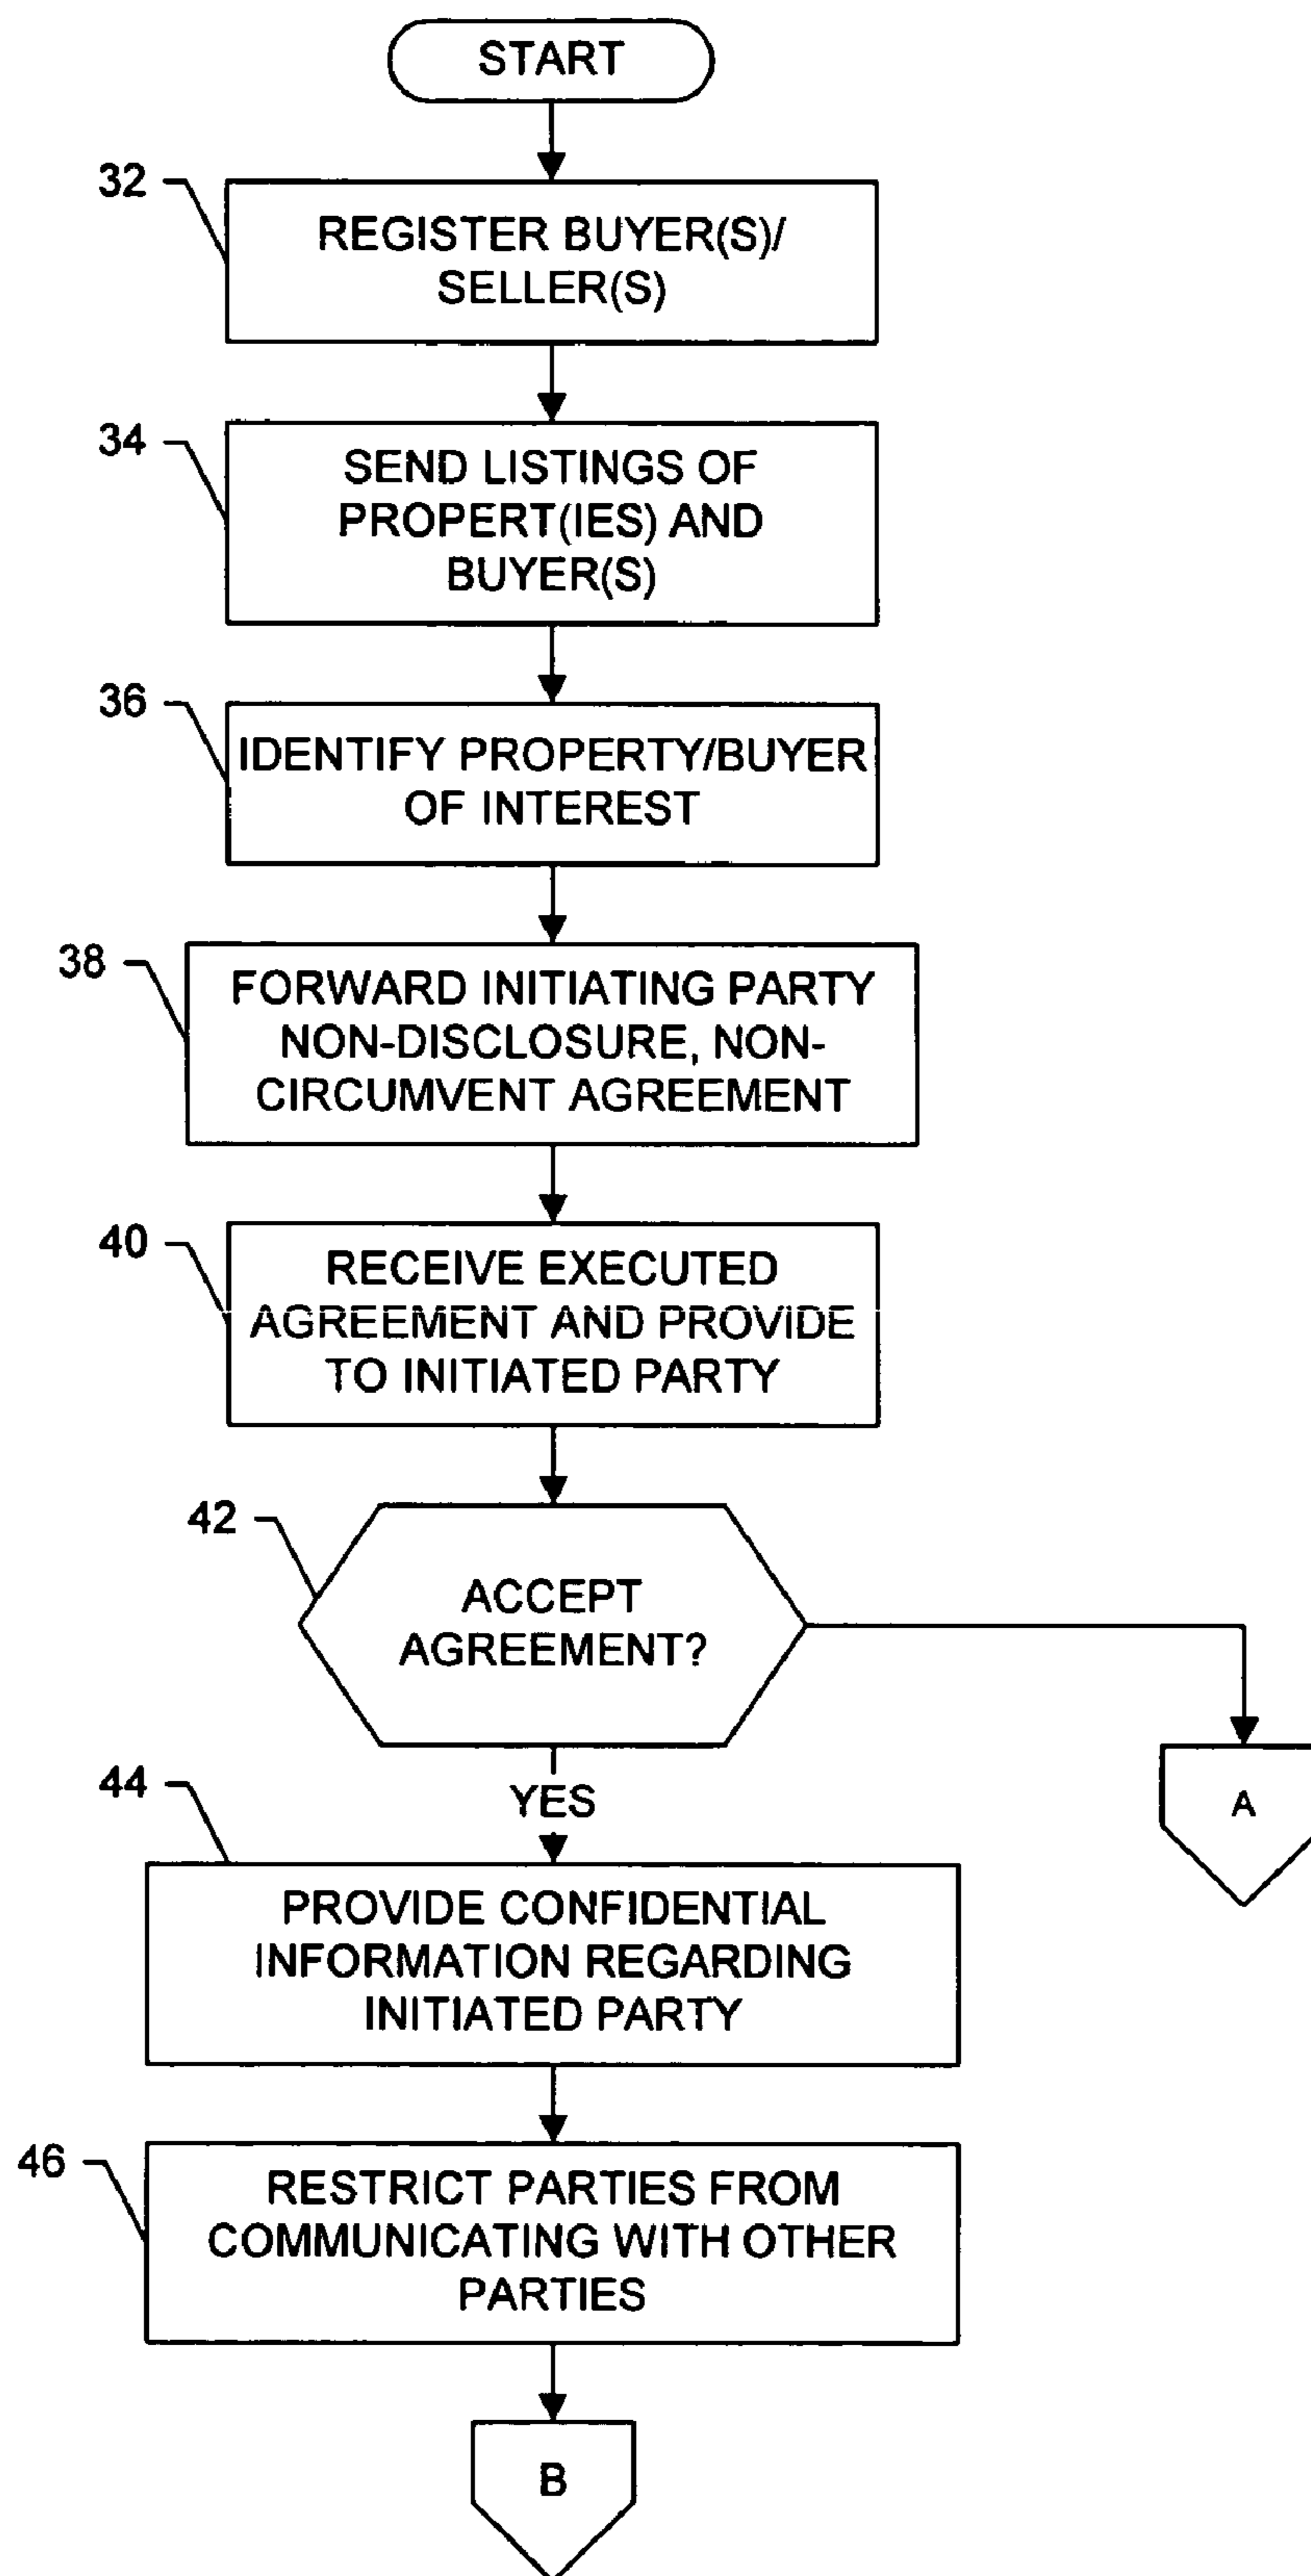 START
32
REGISTER BUYER(S)/
SELLER(S)
34
SEND LISTINGS OF
PROPERT(IES) AND
BUYER(S)
36
IDENTIFY PROPERTY/BUYER
OF INTEREST
38
FORWARD INITIATING PARTY
NON-DISCLOSURE, NON-
CIRCUMVENT AGREEMENT
40
RECEIVE EXECUTED
AGREEMENT AND PROVIDE
TO INITIATED PARTY
42
ACCEPT
AGREEMENT?
A
44
YES
PROVIDE CONFIDENTIAL
INFORMATION REGARDING
INITIATED PARTY
46
RESTRICT PARTIES FROM
COMMUNICATING WITH OTHER
PARTIES
B